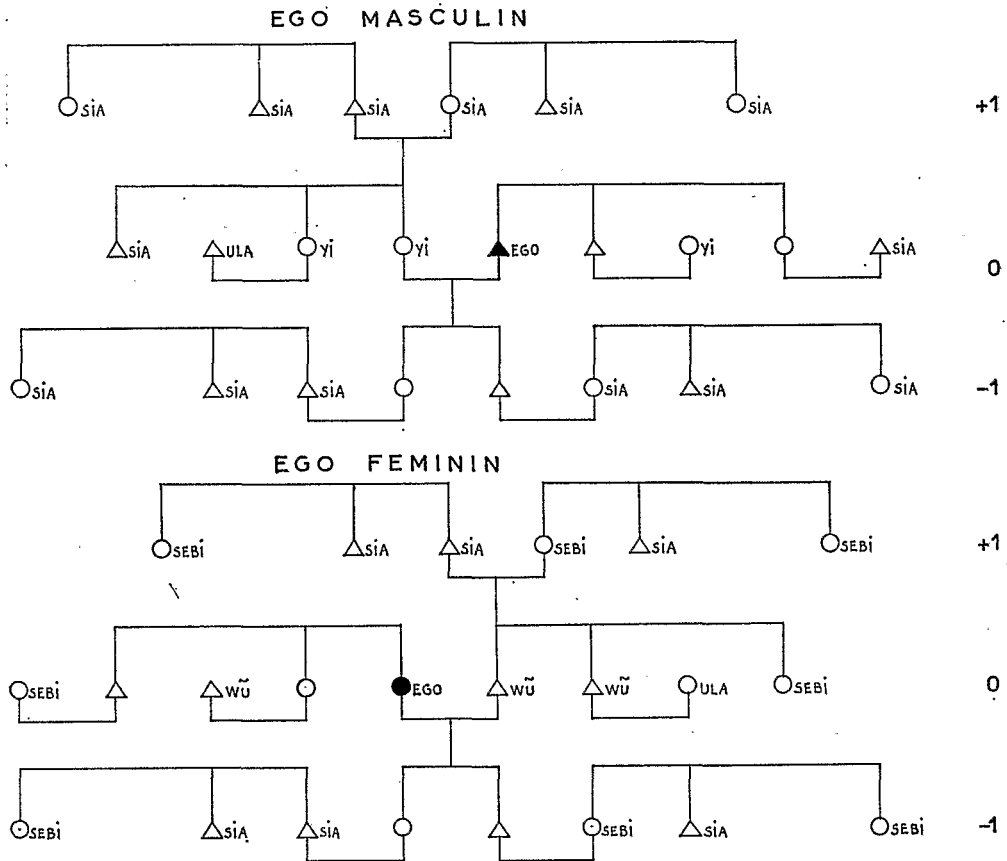 EGO MASCULIN
SiA SiA SiA SiA SiA SiA +1
SiA ULA Yi Yi EGO Yi SiA 0
SiA SiA SiA SiA SiA SiA -1
EGO FEMININ
SEBi SiA SiA SEBi SiA SEBi +1
SEBi WŨ EGO WŨ WŨ ULA SEBi 0
SEBi SiA SiA SEBi SiA SEBi -1